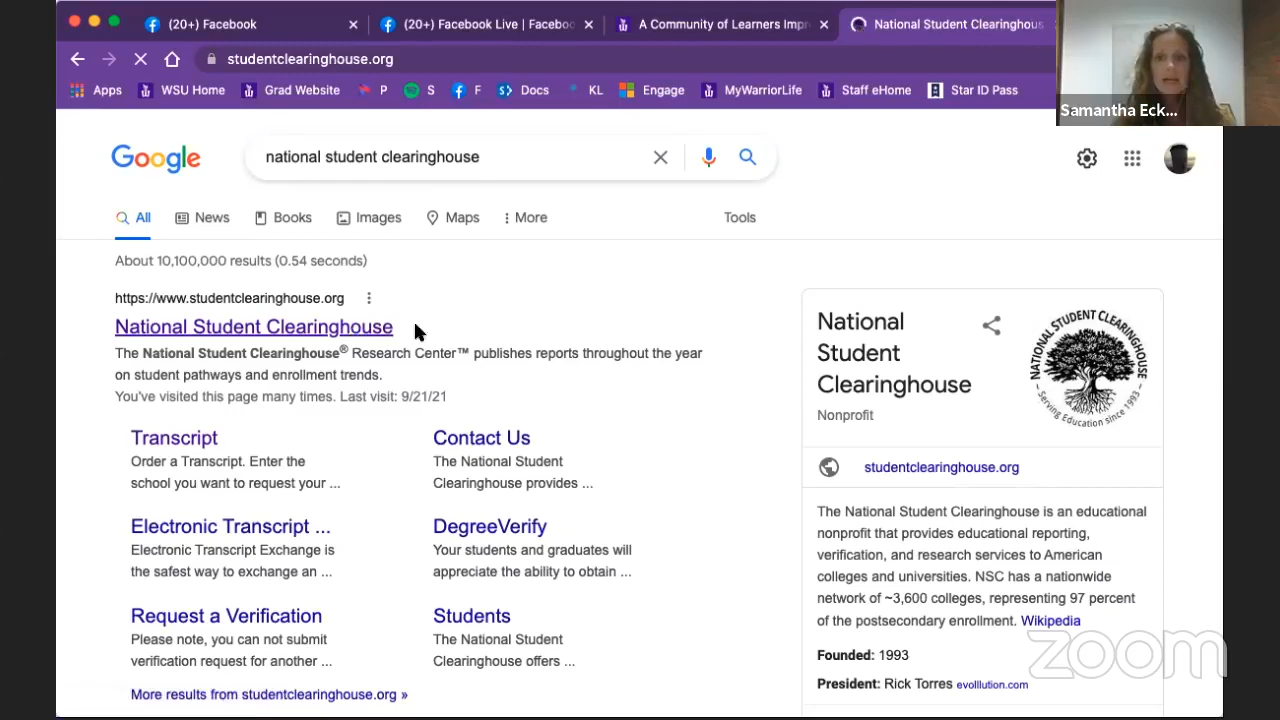 (20+) Facebook
(20+) Facebook Live | Faceboo
A Community of Learners Impr
National Student Clearinghous
studentclearinghouse.org
Apps WSU Home Grad Website P S F Docs KL Engage MyWarriorLife Staff eHome Star ID Pass
Samantha Eck...
Google
national student clearinghouse
All News Books Images Maps More Tools
About 10,100,000 results (0.54 seconds)
https://www.studentclearinghouse.org
National Student Clearinghouse
The National Student Clearinghouse® Research Center™ publishes reports throughout the year
on student pathways and enrollment trends.
You've visited this page many times. Last visit: 9/21/21
Transcript
Order a Transcript. Enter the
school you want to request your ...
Contact Us
The National Student
Clearinghouse provides ...
Electronic Transcript ...
Electronic Transcript Exchange is
the safest way to exchange an ...
DegreeVerify
Your students and graduates will
appreciate the ability to obtain ...
Request a Verification
Please note, you can not submit
verification request for another ...
Students
The National Student
Clearinghouse offers ...
More results from studentclearinghouse.org »
National
Student
Clearinghouse
Nonprofit
NATIONAL STUDENT CLEARINGHOUSE
Serving Education since 1993
studentclearinghouse.org
The National Student Clearinghouse is an educational
nonprofit that provides educational reporting,
verification, and research services to American
colleges and universities. NSC has a nationwide
network of ~3,600 colleges, representing 97 percent
of the postsecondary enrollment. Wikipedia
Founded: 1993
President: Rick Torres evolllution.com
zoom